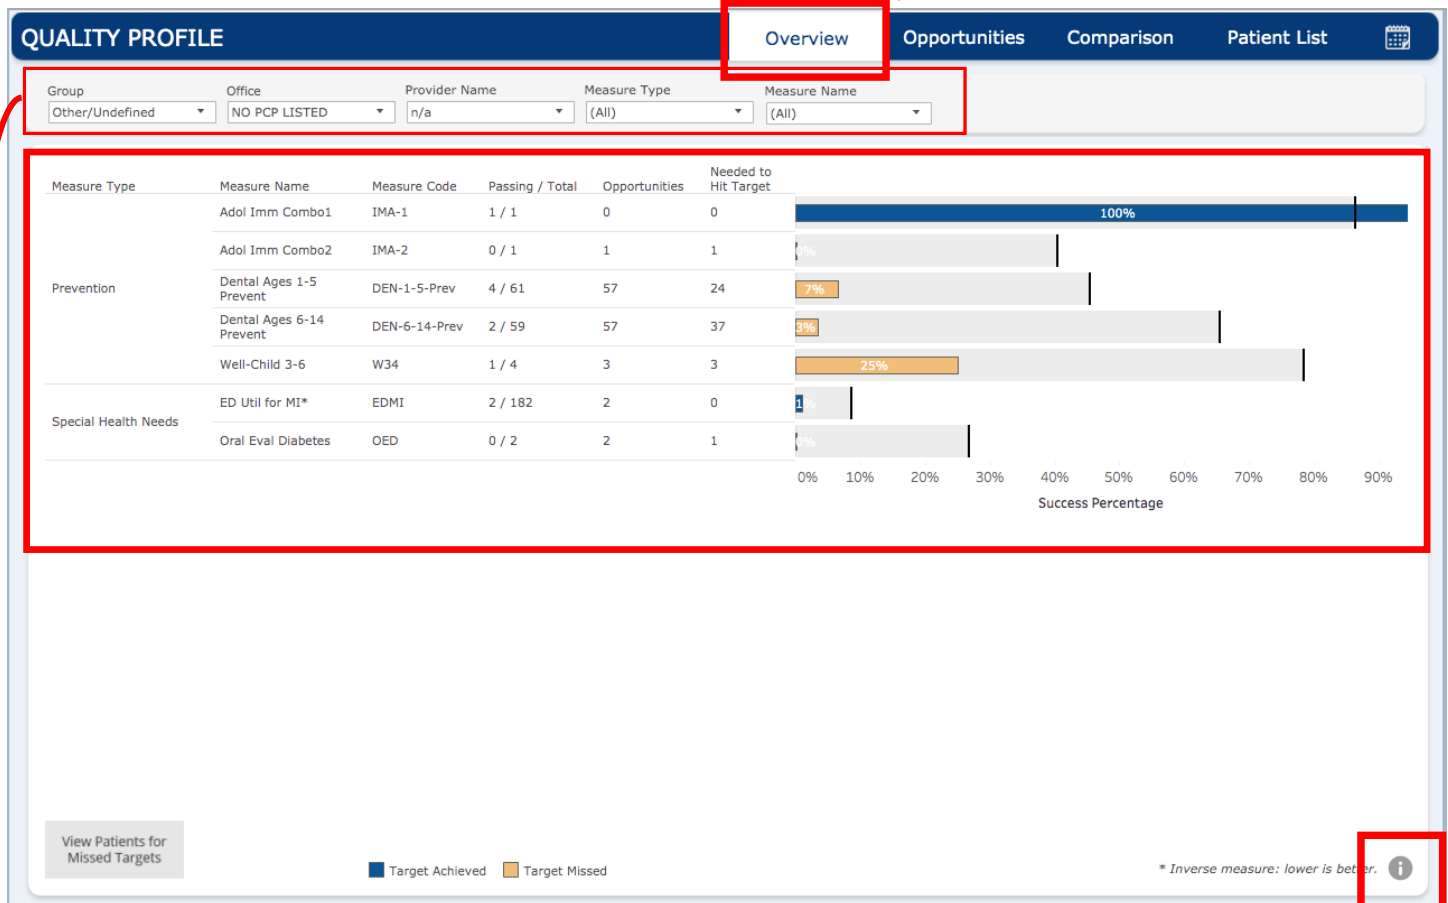 QUALITY PROFILE
Overview
Opportunities
Comparison
Patient List
Group
Office
Provider Name
Measure Type
Measure Name
Other/Undefined
NO PCP LISTED
n/a
(All)
(All)
Measure Type
Measure Name
Measure Code
Passing / Total
Opportunities
Needed to
Hit Target
Prevention
Adol Imm Combo1 IMA-1 1 / 1 0 0 100%
Adol Imm Combo2 IMA-2 0 / 1 1 1 0%
Dental Ages 1-5
Prevent
DEN-1-5-Prev 4 / 61 57 24 7%
Dental Ages 6-14
Prevent
DEN-6-14-Prev 2 / 59 57 37 3%
Well-Child 3-6 W34 1 / 4 3 3 25%
Special Health Needs
ED Util for MI* EDMI 2 / 182 2 0 1%
Oral Eval Diabetes OED 0 / 2 2 1 0%
0% 10% 20% 30% 40% 50% 60% 70% 80% 90%
Success Percentage
View Patients for
Missed Targets
Target Achieved
Target Missed
* Inverse measure: lower is better.
i